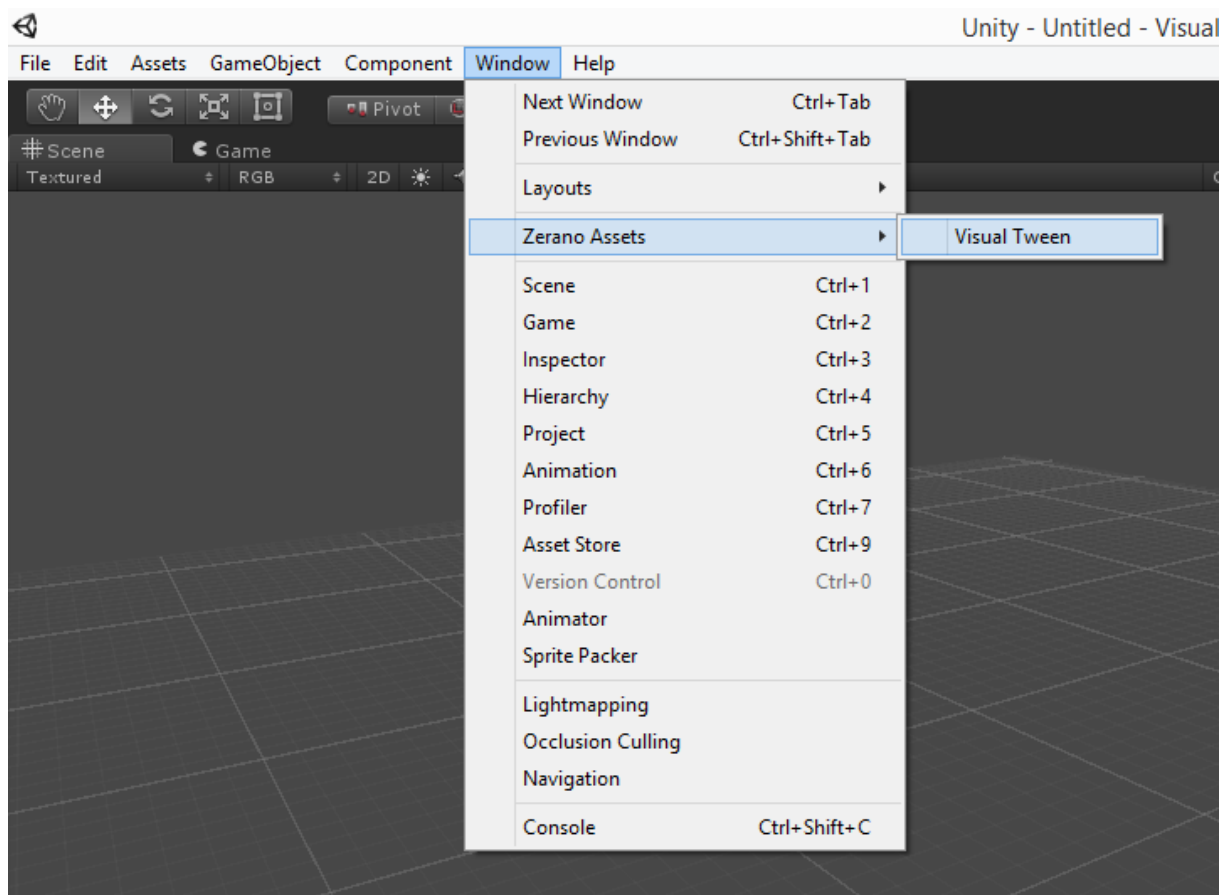 Unity - Untitled - Visual
File Edit Assets GameObject Component Window Help
Pivot
Scene Game
Textured RGB 2D
Next Window Ctrl+Tab
Previous Window Ctrl+Shift+Tab
Layouts
Zerano Assets Visual Tween
Scene Ctrl+1
Game Ctrl+2
Inspector Ctrl+3
Hierarchy Ctrl+4
Project Ctrl+5
Animation Ctrl+6
Profiler Ctrl+7
Asset Store Ctrl+9
Version Control Ctrl+0
Animator
Sprite Packer
Lightmapping
Occlusion Culling
Navigation
Console Ctrl+Shift+C